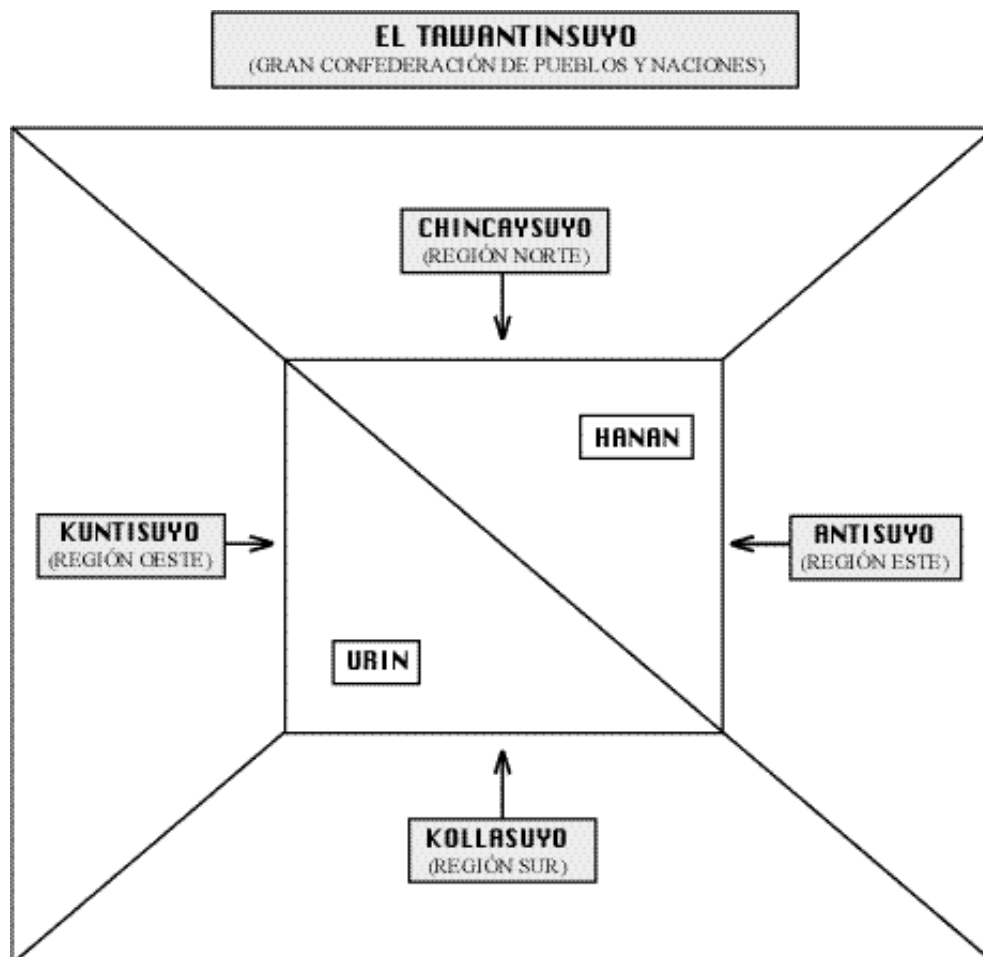 EL TAWANTINSUYO
(GRAN CONFEDERACIÓN DE PUEBLOS Y NACIONES)
CHINCAYSUYO
(REGIÓN NORTE)
HANAN
KUNTISUYO
(REGIÓN OESTE)
ANTISUYO
(REGIÓN ESTE)
URIN
KOLLASUYO
(REGIÓN SUR)